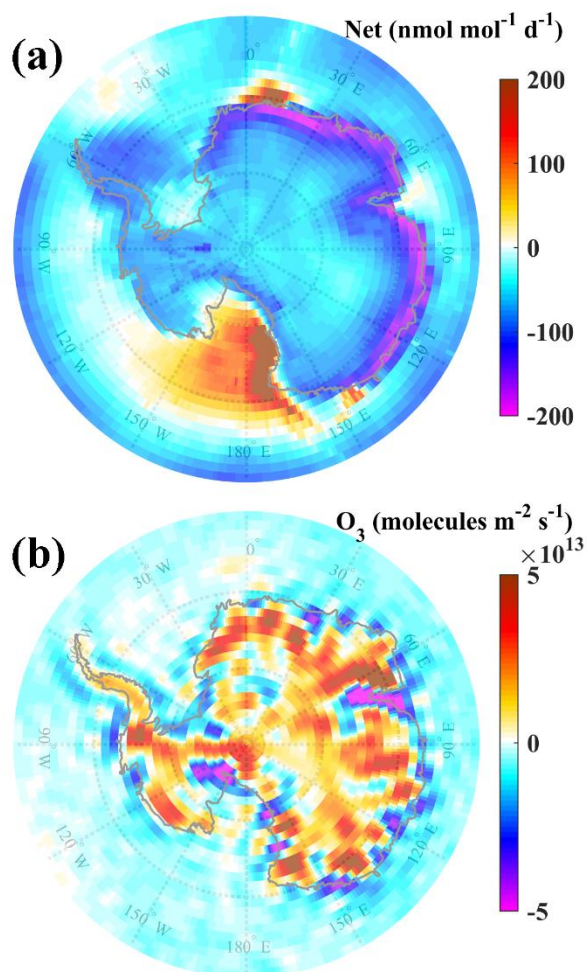 Net (nmol mol⁻¹ d⁻¹)
(a)
200
100
0
-100
-200
0°
30° E
60° E
90° E
120° E
150° E
180° E
150° W
120° W
90° W
60° W
30° W
O₃ (molecules m⁻² s⁻¹)
×10¹³
(b)
5
0
-5
0°
30° E
60° E
90° E
120° E
150° E
180° E
150° W
120° W
90° W
60° W
30° W